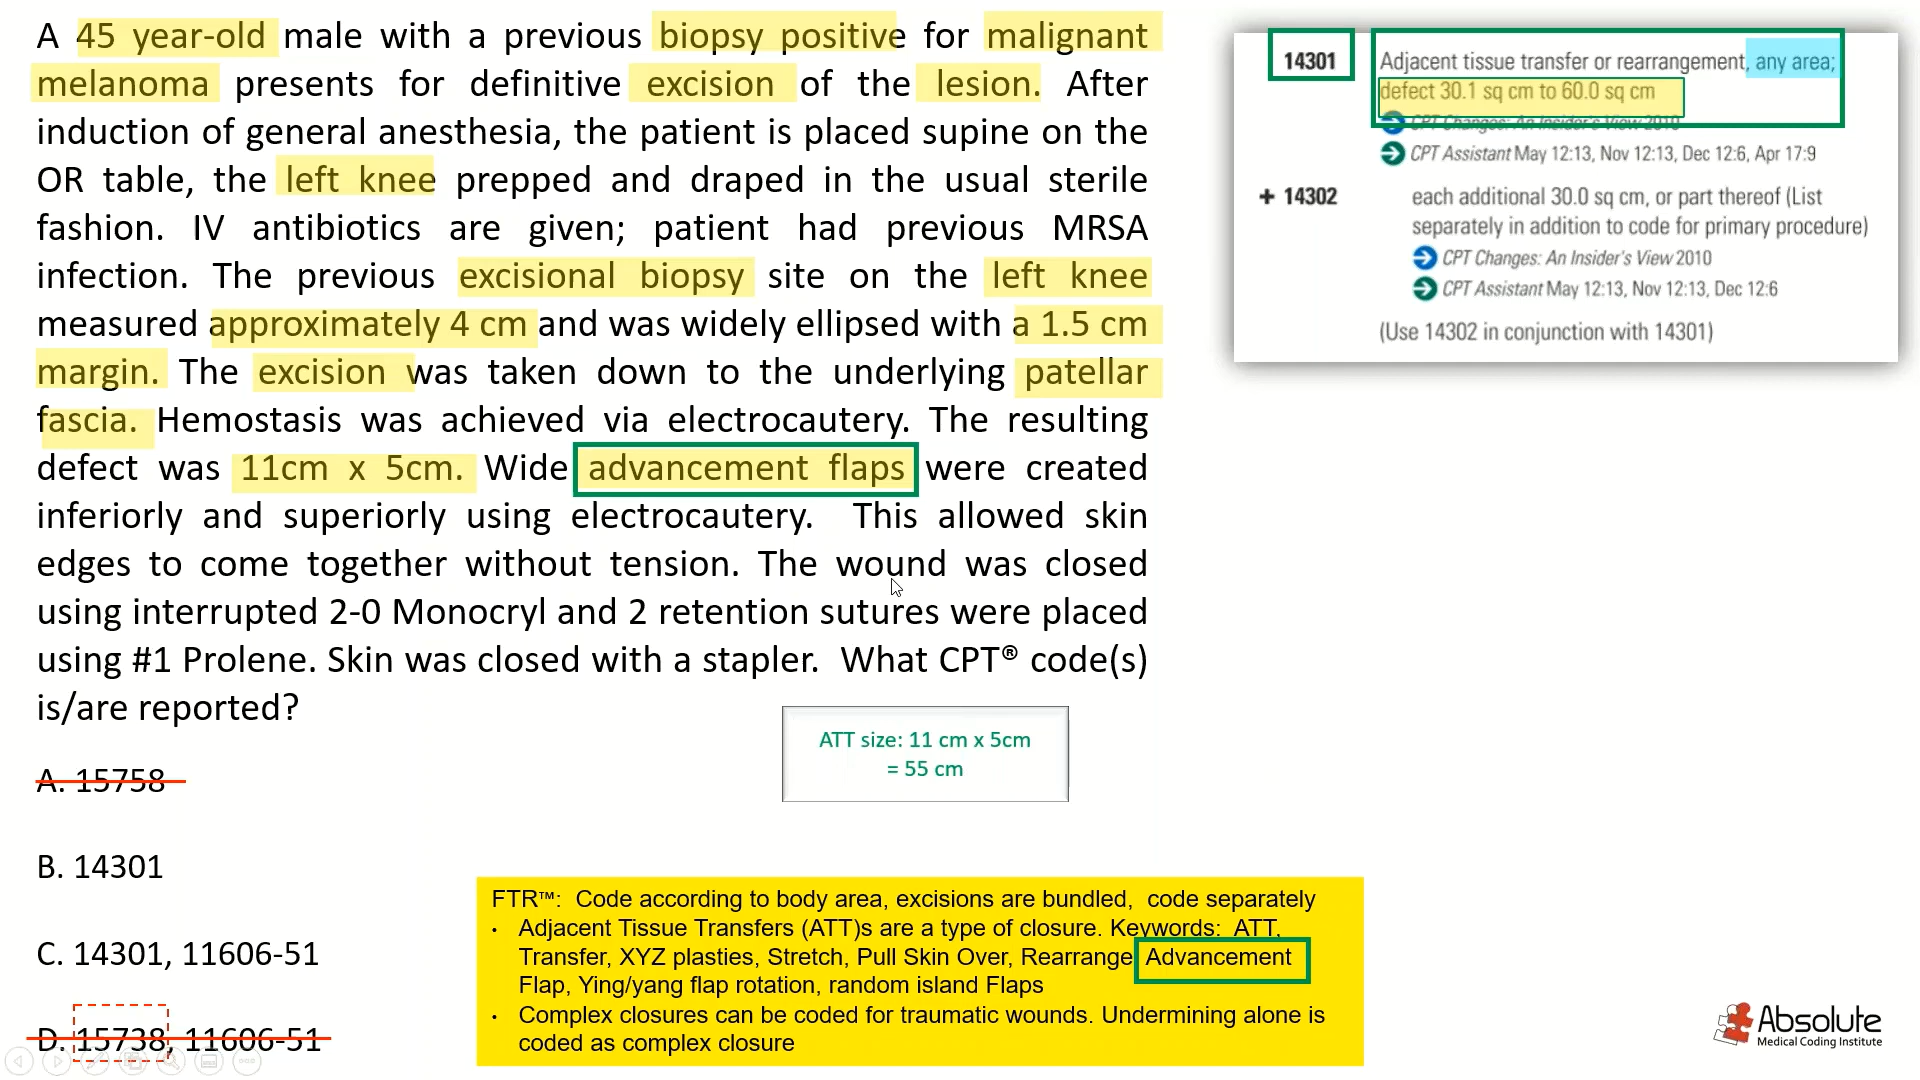 A 45 year-old male with a previous biopsy positive for malignant
melanoma presents for definitive excision of the lesion. After
induction of general anesthesia, the patient is placed supine on the
OR table, the left knee prepped and draped in the usual sterile
fashion. IV antibiotics are given; patient had previous MRSA
infection. The previous excisional biopsy site on the left knee
measured approximately 4 cm and was widely ellipsed with a 1.5 cm
margin. The excision was taken down to the underlying patellar
fascia. Hemostasis was achieved via electrocautery. The resulting
defect was 11cm x 5cm. Wide advancement flaps were created
inferiorly and superiorly using electrocautery. This allowed skin
edges to come together without tension. The wound was closed
using interrupted 2-0 Monocryl and 2 retention sutures were placed
using #1 Prolene. Skin was closed with a stapler. What CPT® code(s)
is/are reported?
A. 15758
B. 14301
C. 14301, 11606-51
D. 15738, 11606-51
ATT size: 11 cm x 5cm
= 55 cm
14301 Adjacent tissue transfer or rearrangement, any area;
defect 30.1 sq cm to 60.0 sq cm
CPT Changes: An Insider's View 2010
CPT Assistant May 12:13, Nov 12:13, Dec 12:6, Apr 17:9
+ 14302 each additional 30.0 sq cm, or part thereof (List
separately in addition to code for primary procedure)
CPT Changes: An Insider's View 2010
CPT Assistant May 12:13, Nov 12:13, Dec 12:6
(Use 14302 in conjunction with 14301)
FTR™: Code according to body area, excisions are bundled, code separately
• Adjacent Tissue Transfers (ATT)s are a type of closure. Keywords: ATT,
Transfer, XYZ plasties, Stretch, Pull Skin Over, Rearrange Advancement
Flap, Ying/yang flap rotation, random island Flaps
• Complex closures can be coded for traumatic wounds. Undermining alone is
coded as complex closure
Absolute
Medical Coding Institute